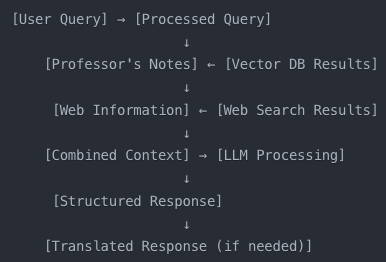 [User Query] → [Processed Query]
↓
[Professor's Notes] ← [Vector DB Results]
↓
[Web Information] ← [Web Search Results]
↓
[Combined Context] → [LLM Processing]
↓
[Structured Response]
↓
[Translated Response (if needed)]